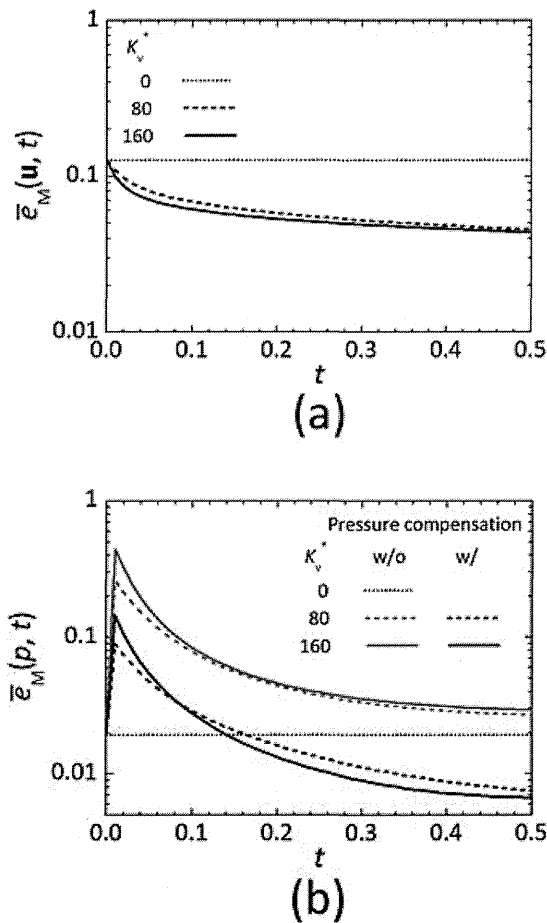 1
K_v^*
0
80
160
0.1
0.01
ē_M(u, t)
0.0 0.1 0.2 0.3 0.4 0.5
t
(a)
1
Pressure compensation
K_v^* w/o w/
0
80
160
0.1
0.01
ē_M(p, t)
0.0 0.1 0.2 0.3 0.4 0.5
t
(b)